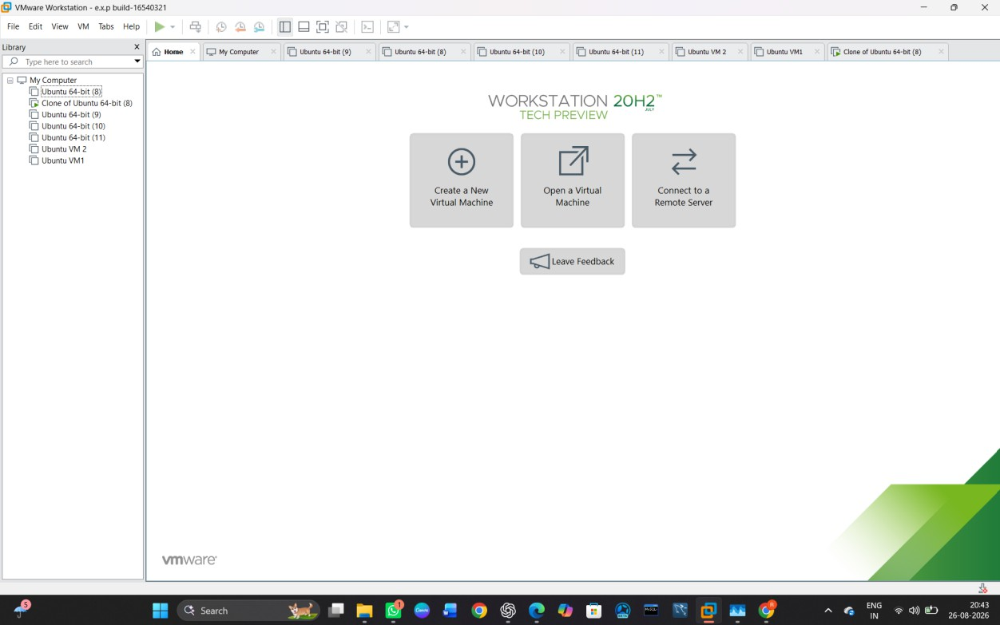 VMware Workstation - e.x.p build-16540321
File Edit View VM Tabs Help
Library
Type here to search
My Computer
Ubuntu 64-bit (8)
Clone of Ubuntu 64-bit (8)
Ubuntu 64-bit (9)
Ubuntu 64-bit (10)
Ubuntu 64-bit (11)
Ubuntu VM 2
Ubuntu VM1
Home My Computer Ubuntu 64-bit (9) Ubuntu 64-bit (8) Ubuntu 64-bit (10) Ubuntu 64-bit (11) Ubuntu VM 2 Ubuntu VM1 Clone of Ubuntu 64-bit (8)
WORKSTATION 20H2™
JULY
TECH PREVIEW
Create a New
Virtual Machine
Open a Virtual
Machine
Connect to a
Remote Server
Leave Feedback
vmware®
5
Search
1
Canva
W
BETA
MySQL
R
ENG
IN
20:43
26-08-2026